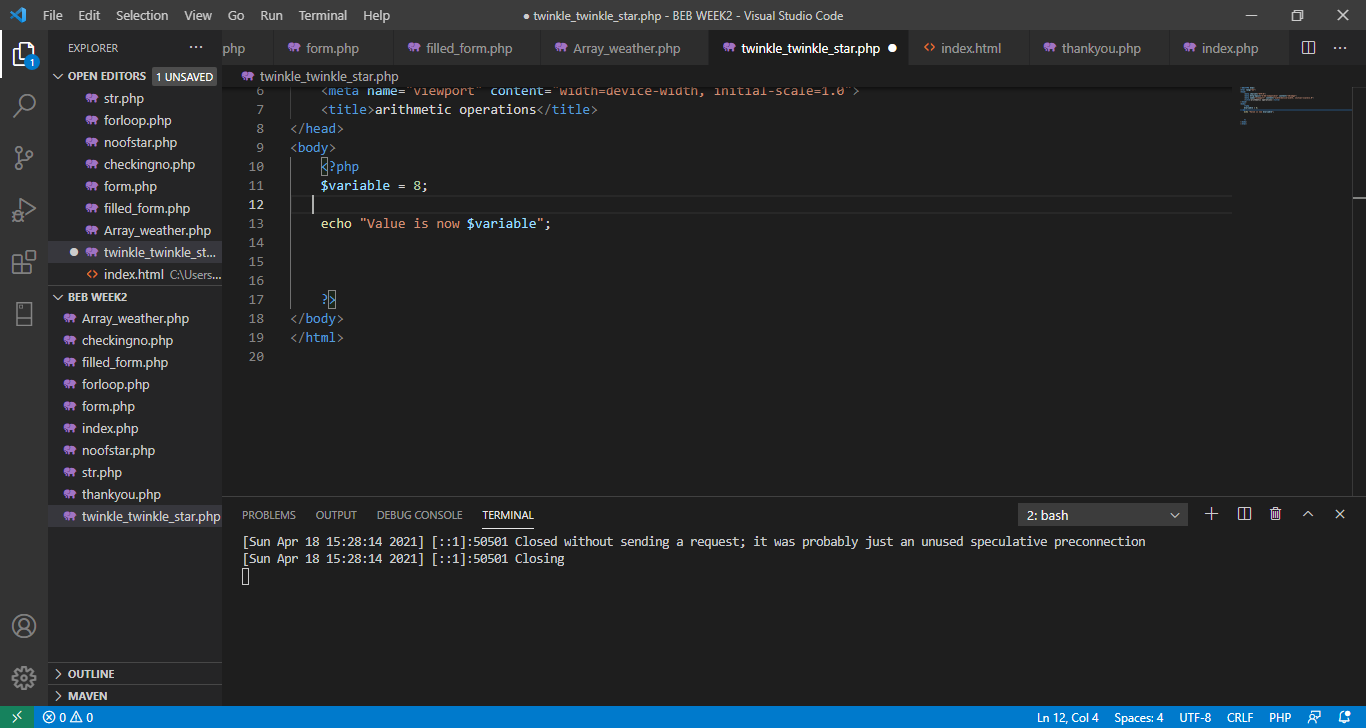 File Edit Selection View Go Run Terminal Help
● twinkle_twinkle_star.php - BEB WEEK2 - Visual Studio Code
EXPLORER ···
OPEN EDITORS 1 UNSAVED
str.php
forloop.php
noofstar.php
checkingno.php
form.php
filled_form.php
Array_weather.php
● twinkle_twinkle_st...
index.html C:\Users...
BEB WEEK2
Array_weather.php
checkingno.php
filled_form.php
forloop.php
form.php
index.php
noofstar.php
str.php
thankyou.php
twinkle_twinkle_star.php
OUTLINE
MAVEN
1
php form.php filled_form.php Array_weather.php twinkle_twinkle_star.php ● index.html thankyou.php index.php ···
twinkle_twinkle_star.php
6 <meta name="viewport" content="width=device-width, initial-scale=1.0">
7 <title>arithmetic operations</title>
8 </head>
9 <body>
10 <?php
11 $variable = 8;
12
13 echo "Value is now $variable";
14
15
16
17 ?>
18 </body>
19 </html>
20
PROBLEMS OUTPUT DEBUG CONSOLE TERMINAL 2: bash
[Sun Apr 18 15:28:14 2021] [::1]:50501 Closed without sending a request; it was probably just an unused speculative preconnection
[Sun Apr 18 15:28:14 2021] [::1]:50501 Closing
0 0 Ln 12, Col 4 Spaces: 4 UTF-8 CRLF PHP